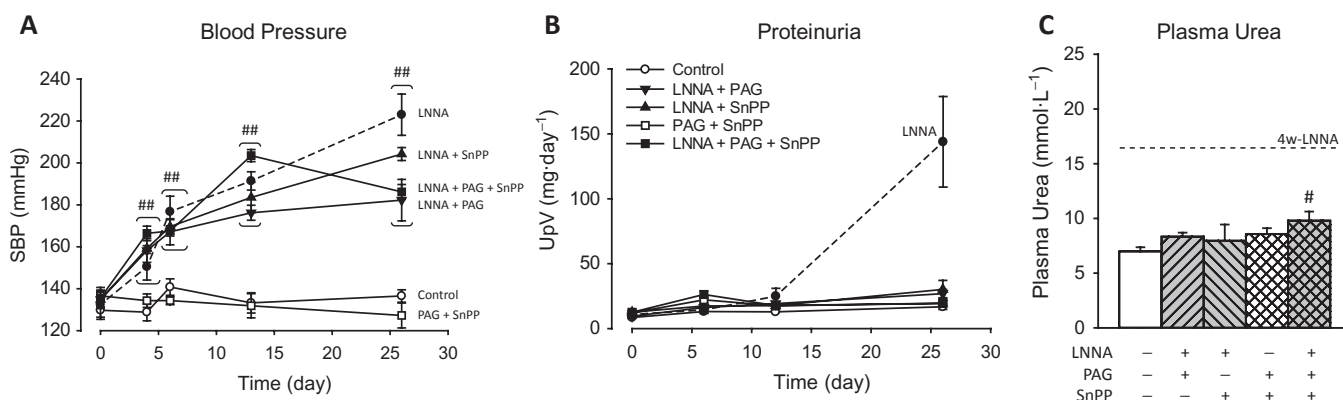 A
Blood Pressure
SBP (mmHg)
240
220
200
180
160
140
120
0
5
10
15
20
25
30
Time (day)
##
##
##
##
LNNA
LNNA + SnPP
LNNA + PAG + SnPP
LNNA + PAG
Control
PAG + SnPP
B
Proteinuria
UpV (mg·day⁻¹)
200
150
100
50
0
0
5
10
15
20
25
30
Time (day)
Control
LNNA + PAG
LNNA + SnPP
PAG + SnPP
LNNA + PAG + SnPP
LNNA
C
Plasma Urea
Plasma Urea (mmol·L⁻¹)
25
20
15
10
5
0
4w-LNNA
#
LNNA – + + – +
PAG – + – + +
SnPP – – + + +